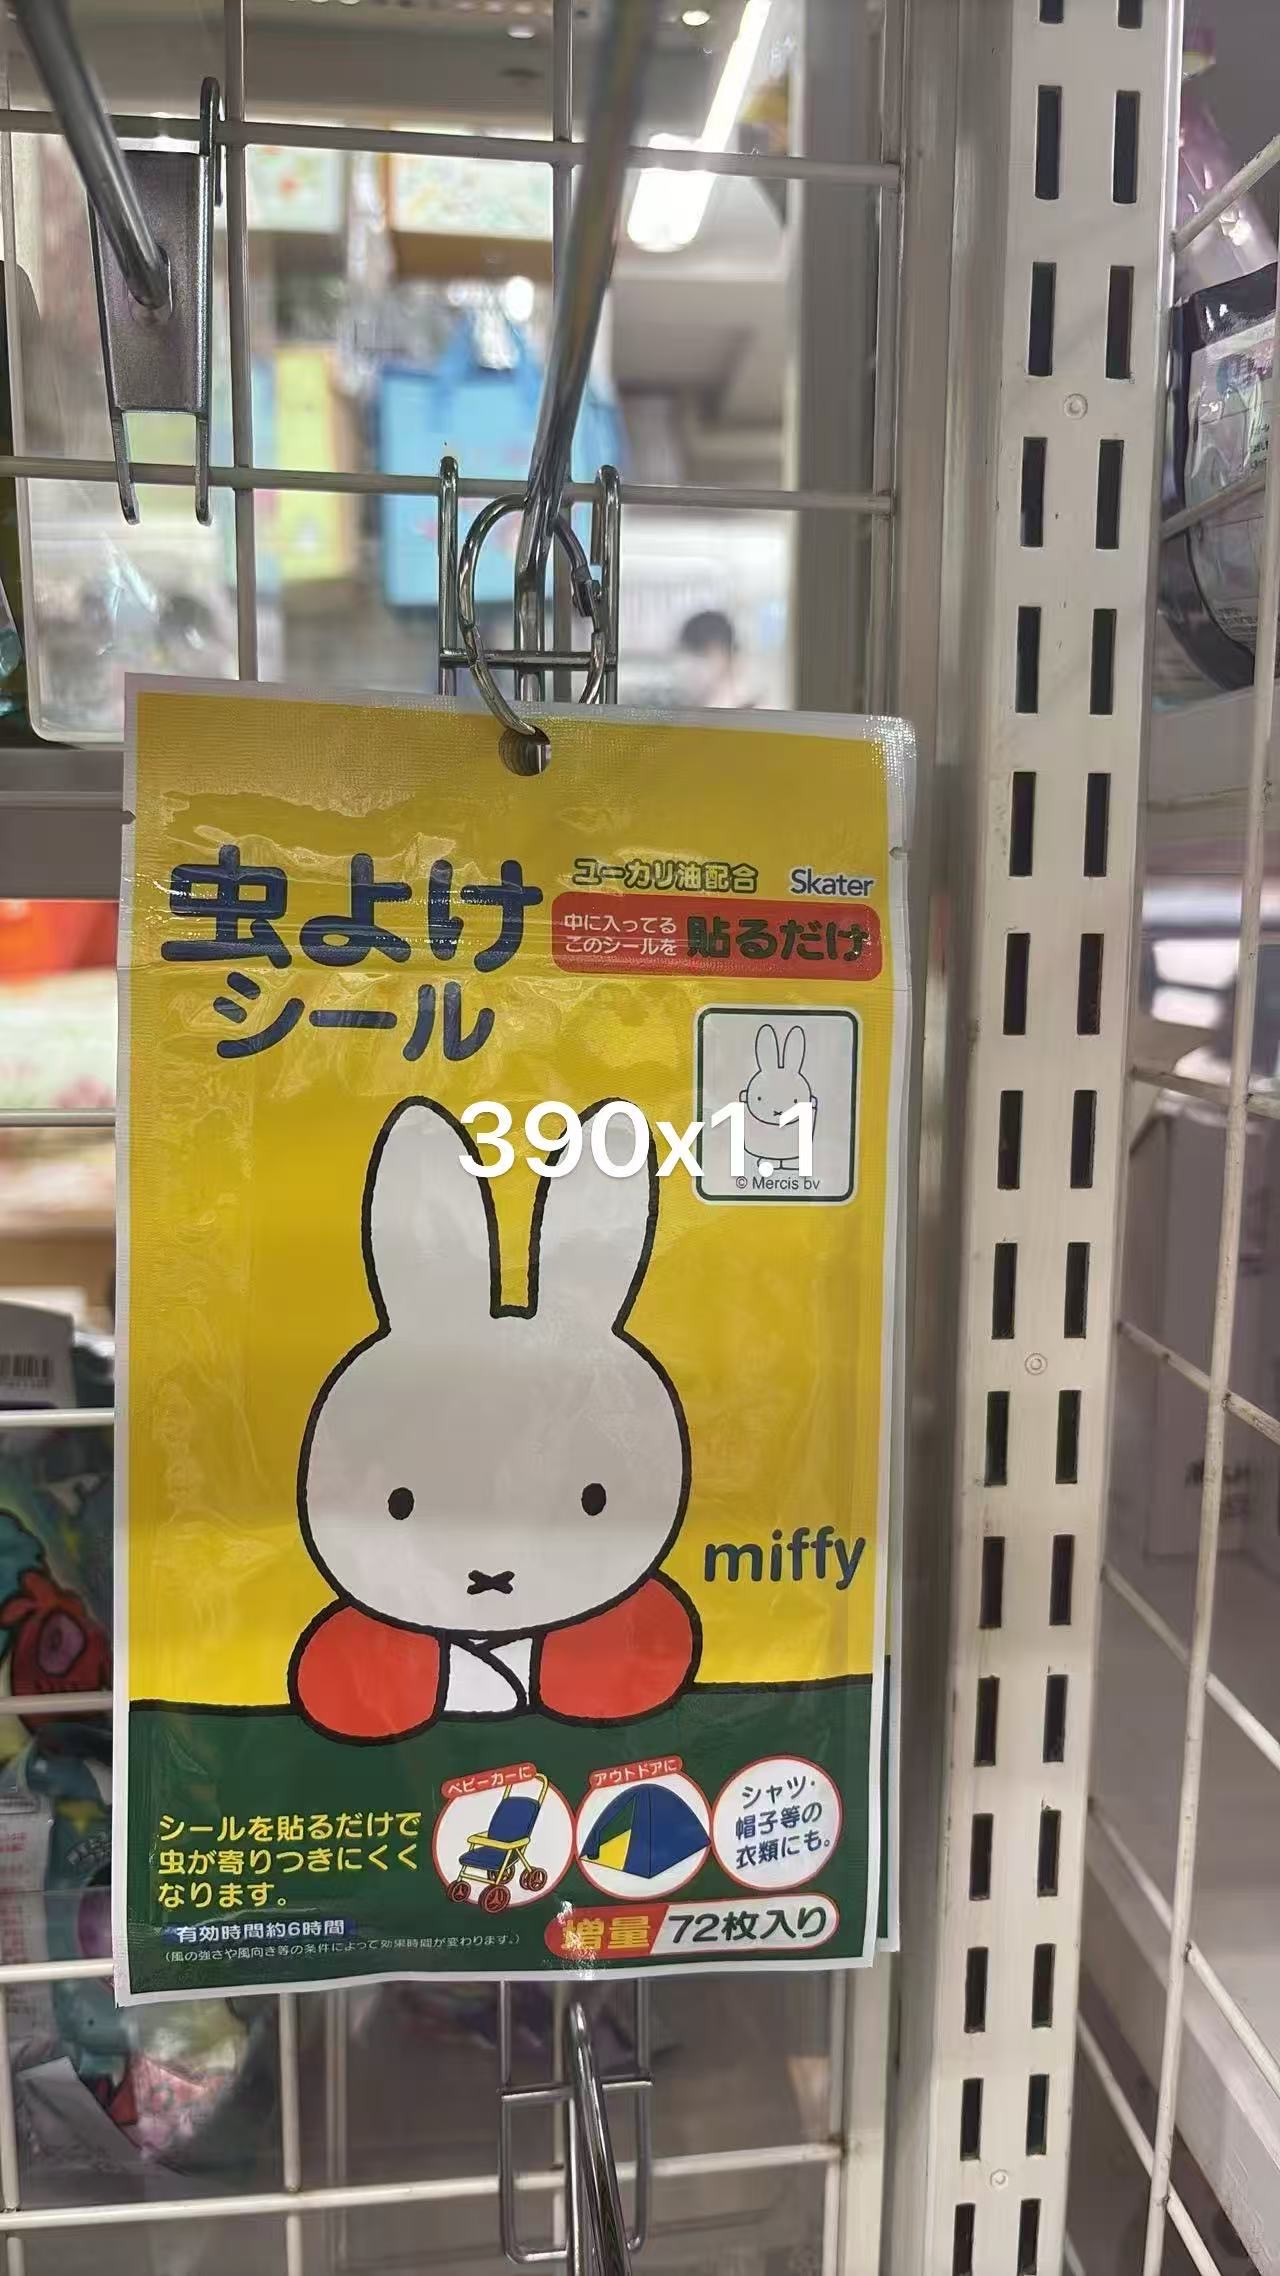 虫よけ
シール
ユーカリ油配合
Skater
中に入ってる
このシールを
貼るだけ
390x1.1
© Mercis bv
miffy
ベビーカーに
アウトドアに
シャツ・
帽子等の
衣類にも。
シールを貼るだけで
虫が寄りつきにくく
なります。
有効時間約6時間
(風の強さや風向き等の条件によって効果時間が変わります。)
増量 72枚入り